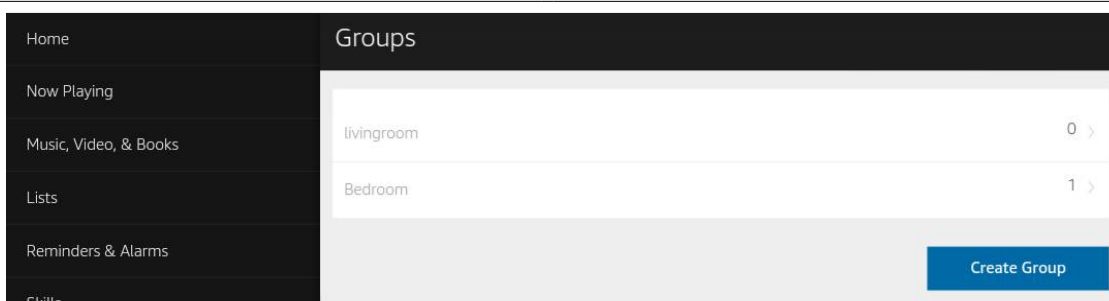 Home
Now Playing
Music, Video, & Books
Lists
Reminders & Alarms
Groups
livingroom 0
Bedroom 1
Create Group